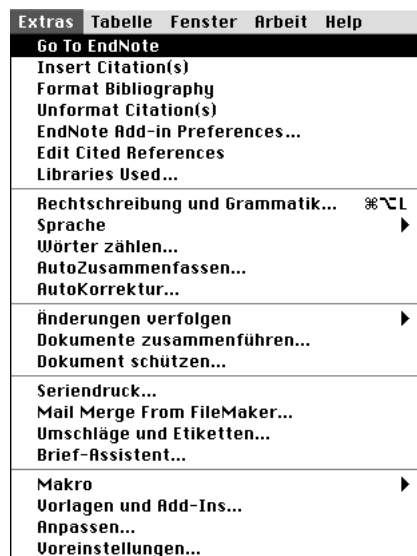 Extras Tabelle Fenster Arbeit Help
Go To EndNote
Insert Citation(s)
Format Bibliography
Unformat Citation(s)
EndNote Add-in Preferences...
Edit Cited References
Libraries Used...
Rechtschreibung und Grammatik... ⌘⌥L
Sprache ▶
Wörter zählen...
AutoZusammenfassen...
AutoKorrektur...
Änderungen verfolgen ▶
Dokumente zusammenführen...
Dokument schützen...
Seriendruck...
Mail Merge From FileMaker...
Umschläge und Etiketten...
Brief-Assistent...
Makro ▶
Vorlagen und Add-Ins...
Anpassen...
Voreinstellungen...